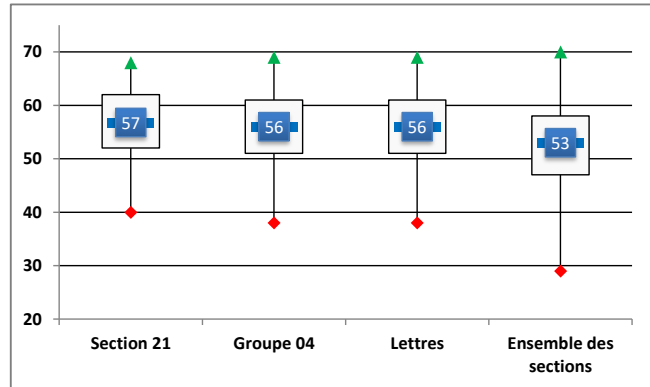 70
60
50
40
30
20
57
56
56
53
Section 21
Groupe 04
Lettres
Ensemble des
sections